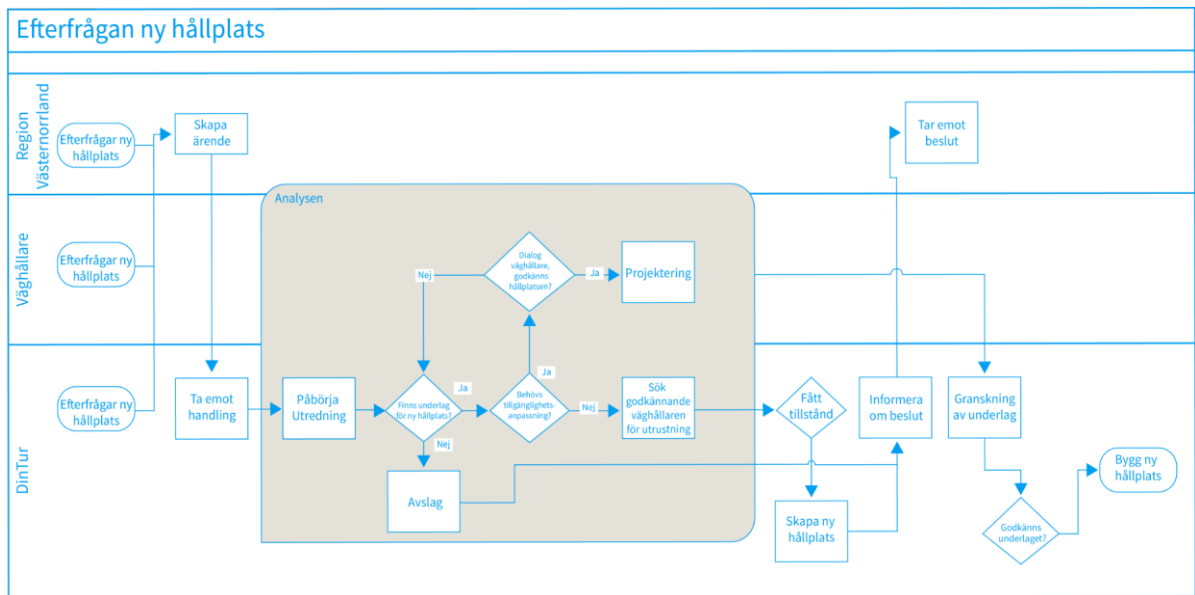 Efterfrågan ny hållplats
Region
Västernorrland
Efterfrågar ny
hållplats
Skapa
ärende
Tar emot
beslut
Analysen
Väghållare
Efterfrågar ny
hållplats
Nej
Dialog
väghållare,
godkänns
hållplatsen?
Ja
Projektering
DinTur
Efterfrågar ny
hållplats
Ta emot
handling
Påbörja
Utredning
Finns underlag
för ny hållplats?
Ja
Ja
Behövs
tillgänglighets-
anpassning?
Nej
Sök
godkännande
väghållaren
för utrustning
Fått
tillstånd
Informera
om beslut
Granskning
av underlag
Nej
Avslag
Skapa ny
hållplats
Godkänns
underlaget?
Bygg ny
hållplats